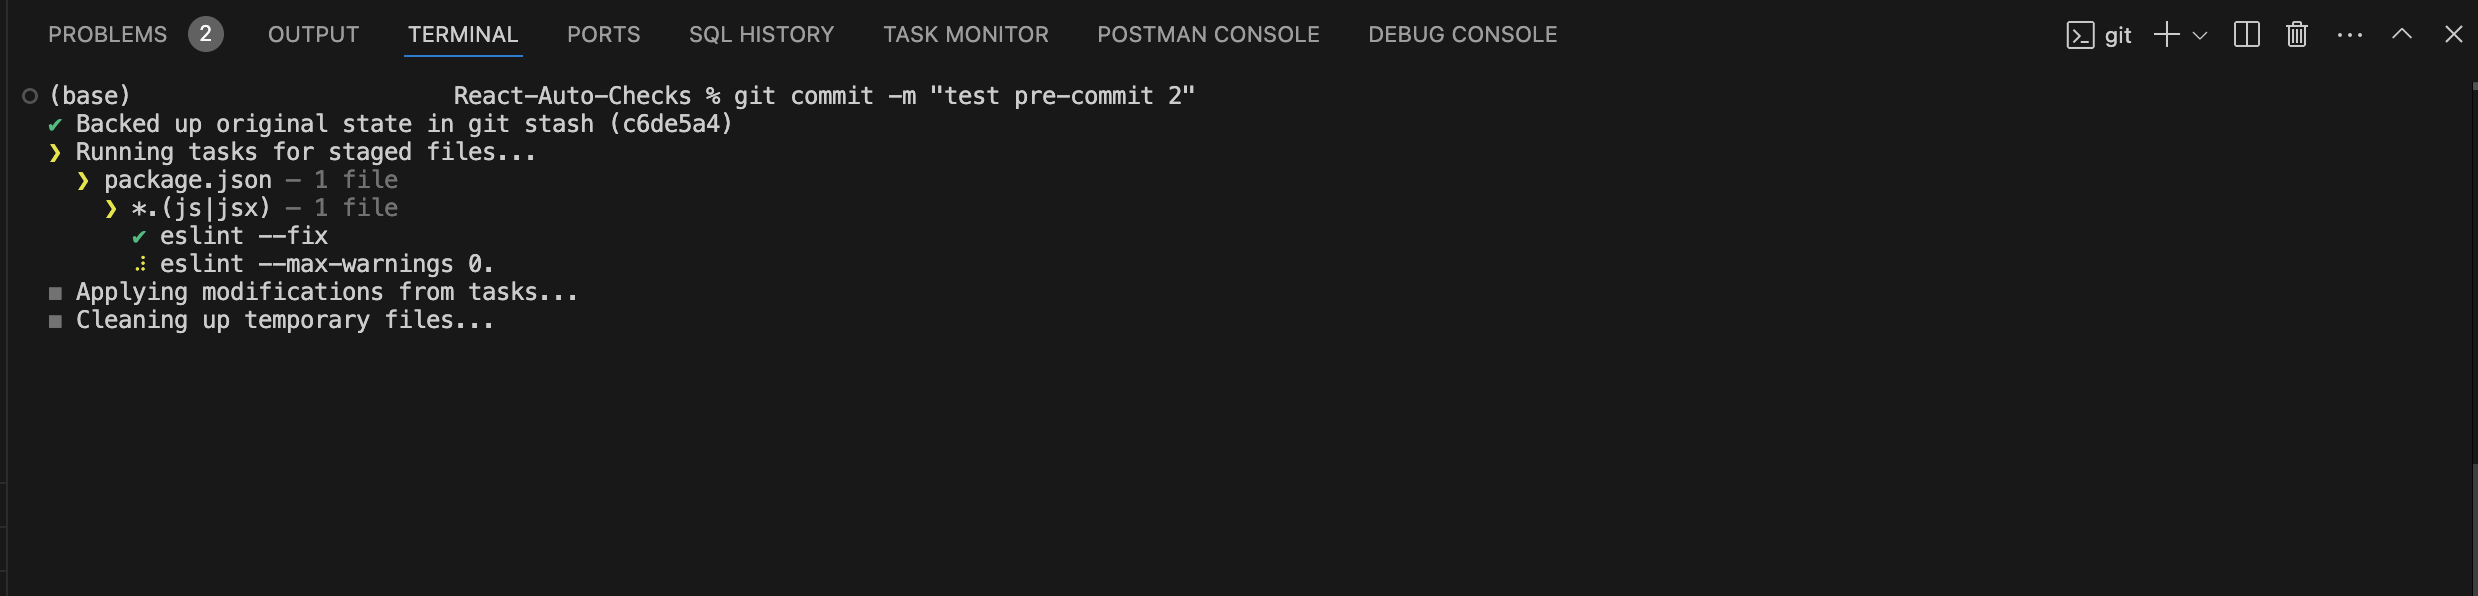 PROBLEMS 2 OUTPUT TERMINAL PORTS SQL HISTORY TASK MONITOR POSTMAN CONSOLE DEBUG CONSOLE git
(base) React-Auto-Checks % git commit -m "test pre-commit 2"
✔ Backed up original state in git stash (c6de5a4)
❯ Running tasks for staged files...
❯ package.json — 1 file
❯ *.(js|jsx) — 1 file
✔ eslint --fix
⠼ eslint --max-warnings 0.
■ Applying modifications from tasks...
■ Cleaning up temporary files...